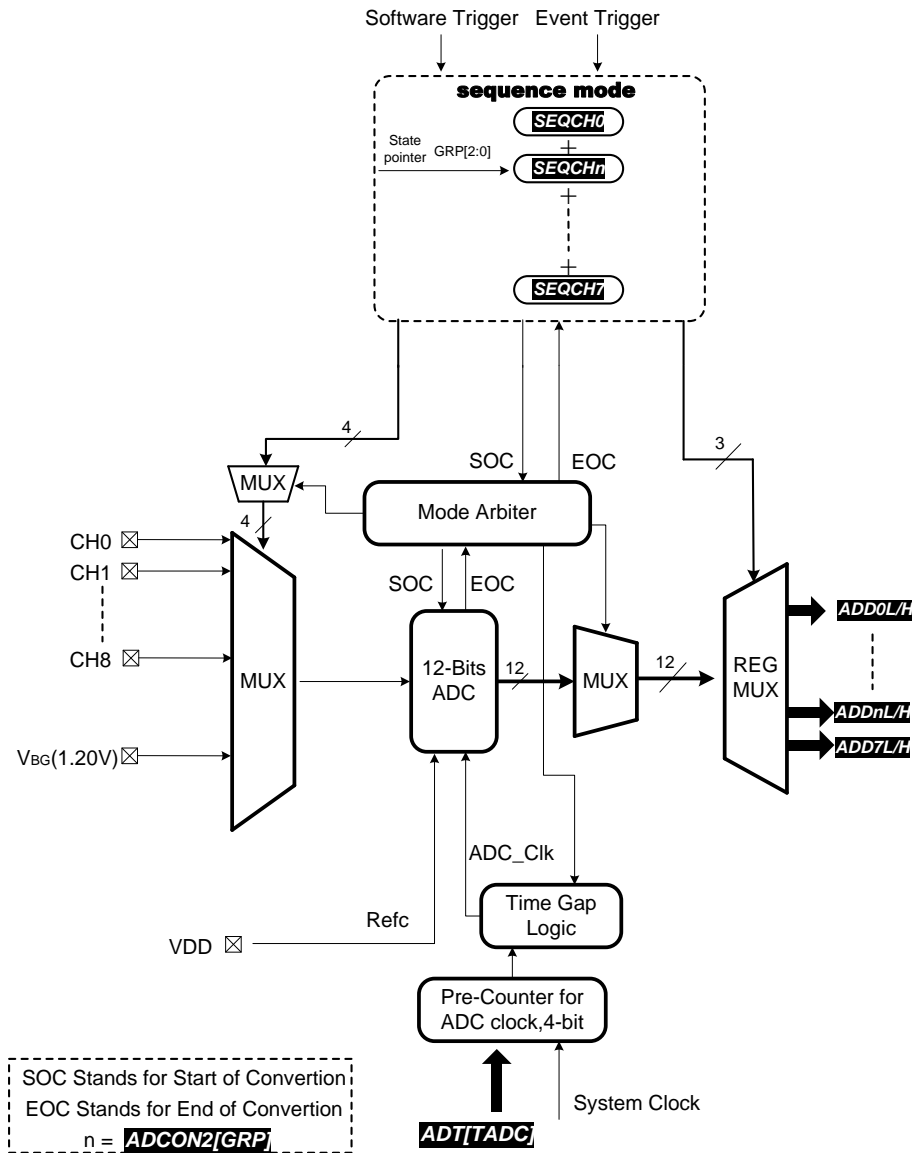 Software Trigger
Event Trigger
sequence mode
SEQCH0
State
pointer
GRP[2:0]
SEQCHn
SEQCH7
4
3
SOC
EOC
MUX
Mode Arbiter
4
CH0
CH1
SOC
EOC
CH8
MUX
12-Bits
ADC
12
MUX
12
REG
MUX
ADD0L/H
ADDnL/H
ADD7L/H
VBG(1.20V)
ADC_Clk
Time Gap
Logic
Refc
VDD
Pre-Counter for
ADC clock,4-bit
System Clock
ADT[TADC]
SOC Stands for Start of Convertion
EOC Stands for End of Convertion
n = ADCON2[GRP]